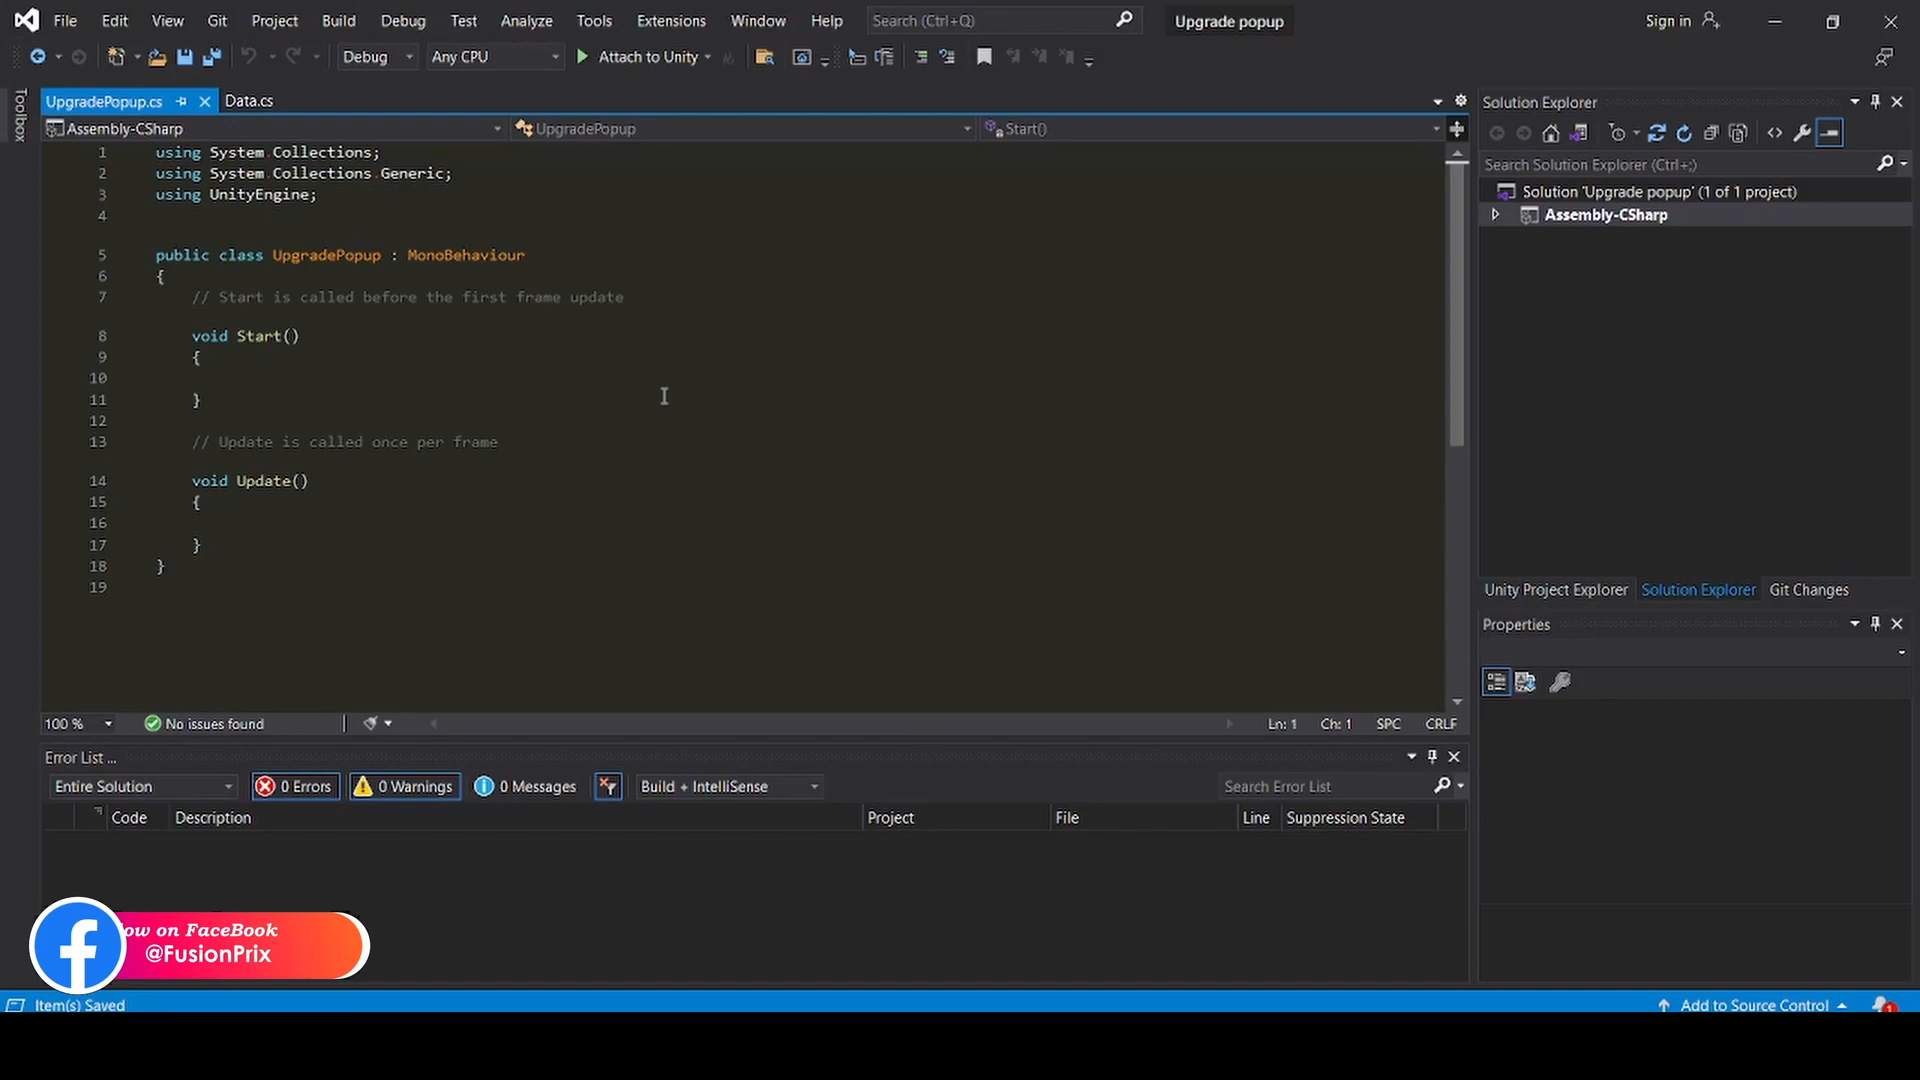 File Edit View Git Project Build Debug Test Analyze Tools Extensions Window Help Search (Ctrl+Q) Upgrade popup Sign in
Debug Any CPU Attach to Unity
Toolbox
UpgradePopup.cs Data.cs
Assembly-CSharp UpgradePopup Start()
1 using System.Collections;
2 using System.Collections.Generic;
3 using UnityEngine;
4
5 public class UpgradePopup : MonoBehaviour
6 {
7 // Start is called before the first frame update
8 void Start()
9 {
10
11 }
12
13 // Update is called once per frame
14 void Update()
15 {
16
17 }
18 }
19
100 % No issues found Ln: 1 Ch: 1 SPC CRLF
Error List ...
Entire Solution 0 Errors 0 Warnings 0 Messages Build + IntelliSense Search Error List
Code Description Project File Line Suppression State
Solution Explorer
Search Solution Explorer (Ctrl+;)
Solution 'Upgrade popup' (1 of 1 project)
Assembly-CSharp
Unity Project Explorer Solution Explorer Git Changes
Properties
ow on FaceBook
@FusionPrix
Item(s) Saved Add to Source Control 1